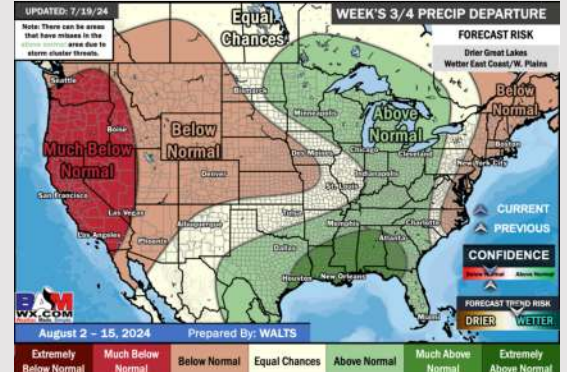 UPDATED: 7/19/24
Note: There can be areas
that have misses in the
above normal area due to
storm cluster threats.
Equal
Chances
WEEK'S 3/4 PRECIP DEPARTURE
FORECAST RISK
Drier Great Lakes
Wetter East Coast/W. Plains
Seattle
Bismarck
Minneapolis
Boise
Below
Normal
Above
Normal
Below
Normal
Boston
Much Below
Normal
Des Moines
Chicago
Cleveland
New York City
Denver
Indianapolis
San Francisco
St. Louis
Las Vegas
Tulsa
Los Angeles
Albuquerque
Memphis
Charlotte
Phoenix
Dallas
Atlanta
Houston
New Orleans
Miami
CURRENT
PREVIOUS
CONFIDENCE
Below Normal
Above Normal
FORECAST TREND RISK
DRIER
WETTER
BAM
WX.COM
August 2 – 15, 2024
Prepared By: WALTS
Extremely
Below Normal
Much Below
Normal
Below Normal
Equal Chances
Above Normal
Much Above
Normal
Extremely
Above Normal